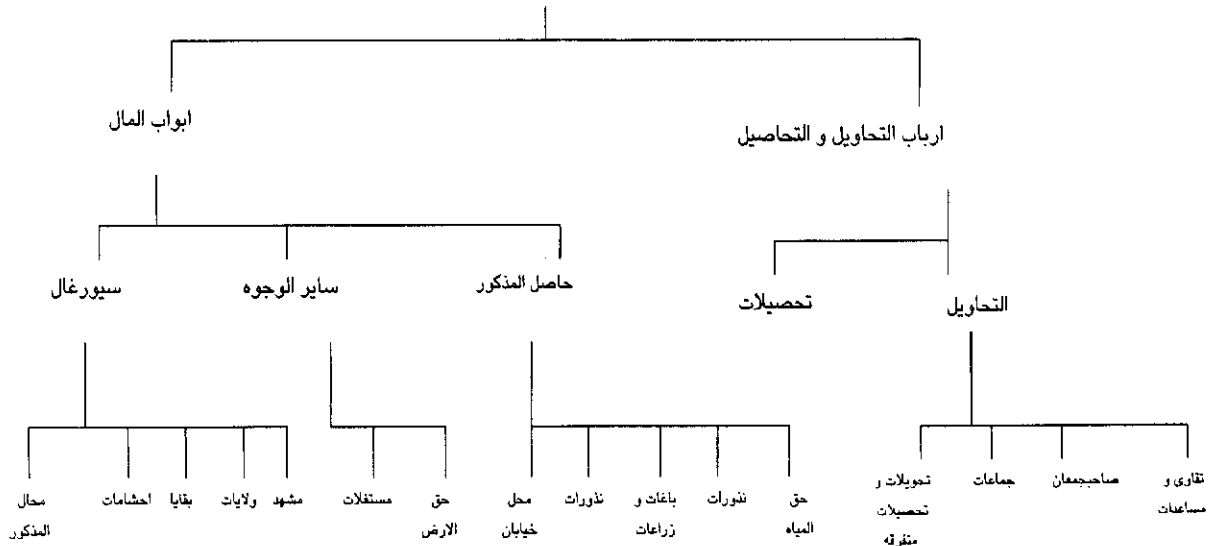 ارباب التحاویل و التحاصیل
ابواب المال
حاصل المذکور
سایر الوجوه
سیورغال
التحاویل
تحصیلات
تقاوی و
مساعدات
صاحبجمعان
جماعات
تحویلات و
تحصیلات
متفرقه
حق
المیاه
نذورات
باغات و
زراعات
نذورات
محل
خیابان
حق
الارض
مستغلات
مشهد
ولایات
بقایا
احشامات
محال
المذکور